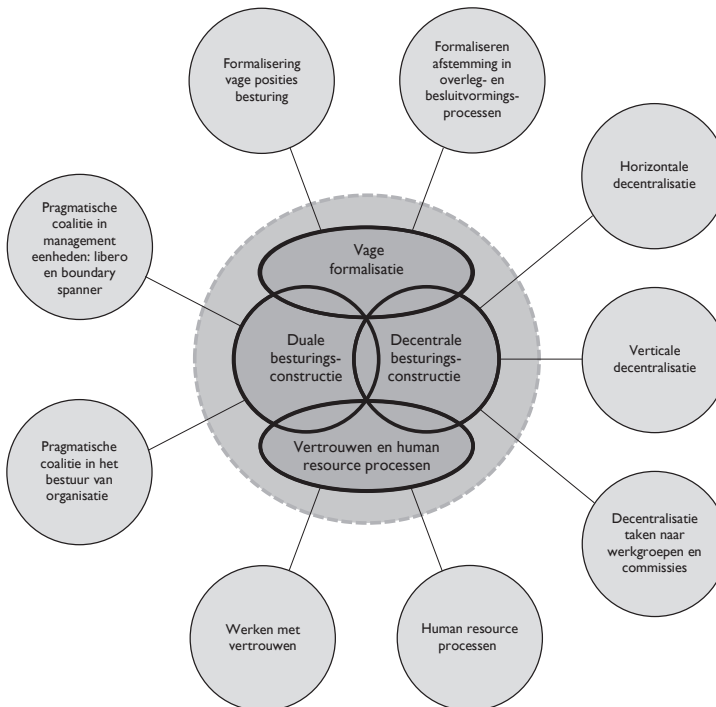 Formalisering
vage posities
besturing
Formaliseren
afstemming in
overleg- en
besluitvormings-
processen
Horizontale
decentralisatie
Pragmatische
coalitie in
management
eenheden: libero
en boundary
spanner
Vage
formalisatie
Duale
besturings-
constructie
Decentrale
besturings-
constructie
Verticale
decentralisatie
Vertrouwen en human
resource processen
Pragmatische
coalitie in het
bestuur van
organisatie
Decentralisatie
taken naar
werkgroepen en
commissies
Werken met
vertrouwen
Human resource
processen